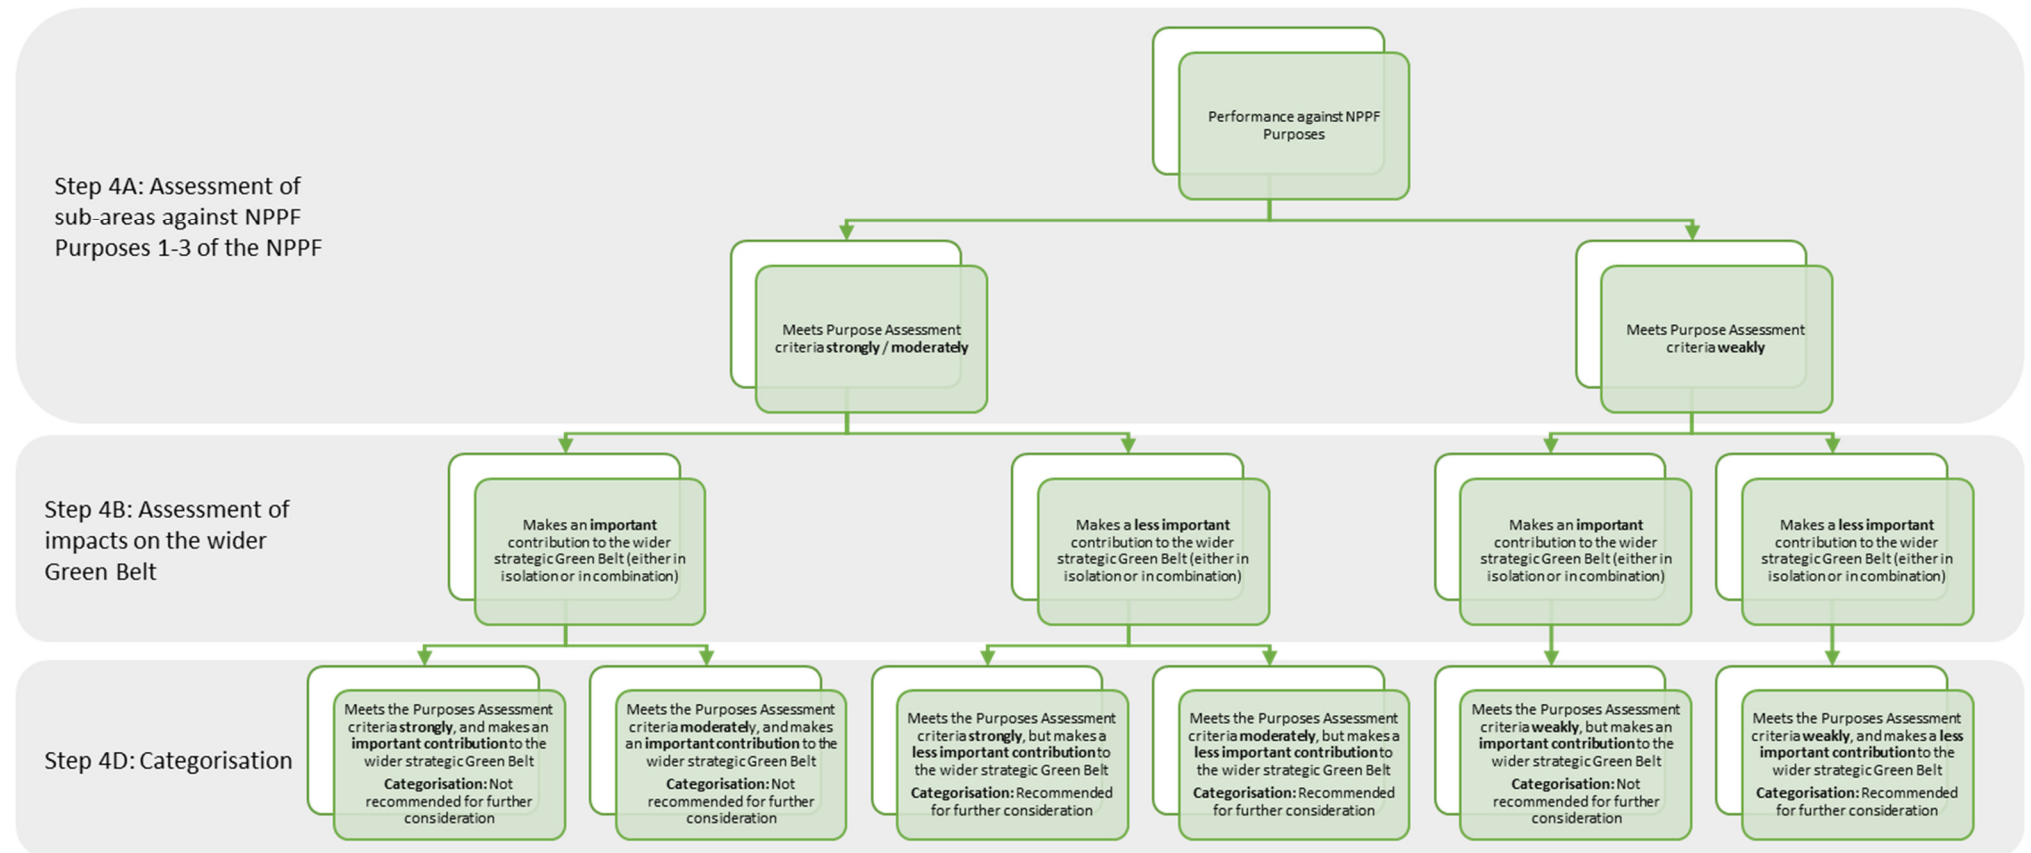 Performance against NPPF
Purposes
Step 4A: Assessment of
sub-areas against NPPF
Purposes 1-3 of the NPPF
Meets Purpose Assessment
criteria strongly / moderately
Meets Purpose Assessment
criteria weakly
Step 4B: Assessment of
impacts on the wider
Green Belt
Makes an important
contribution to the wider
strategic Green Belt (either in
isolation or in combination)
Makes a less important
contribution to the wider
strategic Green Belt (either in
isolation or in combination)
Makes an important
contribution to the wider
strategic Green Belt (either in
isolation or in combination)
Makes a less important
contribution to the wider
strategic Green Belt (either in
isolation or in combination)
Step 4D: Categorisation
Meets the Purposes Assessment
criteria strongly, and makes an
important contribution to the
wider strategic Green Belt
Categorisation: Not
recommended for further
consideration
Meets the Purposes Assessment
criteria moderately, and makes
an important contribution to the
wider strategic Green Belt
Categorisation: Not
recommended for further
consideration
Meets the Purposes Assessment
criteria strongly, but makes a
less important contribution to
the wider strategic Green Belt
Categorisation: Recommended
for further consideration
Meets the Purposes Assessment
criteria moderately, but makes a
less important contribution to
the wider strategic Green Belt
Categorisation: Recommended
for further consideration
Meets the Purposes Assessment
criteria weakly, but makes an
important contribution to the
wider strategic Green Belt
Categorisation: Not
recommended for further
consideration
Meets the Purposes Assessment
criteria weakly, and makes a less
important contribution to the
wider strategic Green Belt
Categorisation: Recommended
for further consideration